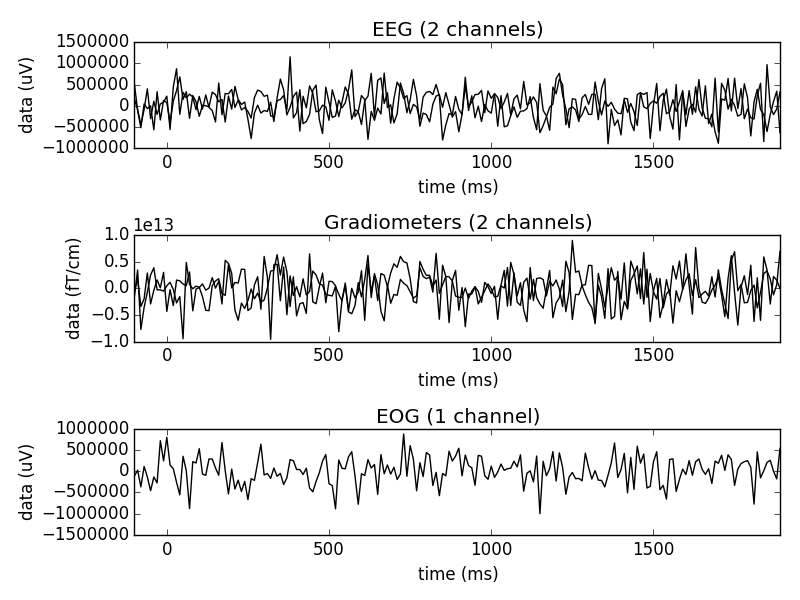 EEG (2 channels)
1500000
1000000
500000
0
−500000
−1000000
data (uV)
0 500 1000 1500
time (ms)
Gradiometers (2 channels)
1e13
1.0
0.5
0.0
−0.5
−1.0
data (fT/cm)
0 500 1000 1500
time (ms)
EOG (1 channel)
1000000
500000
0
−500000
−1000000
−1500000
data (uV)
0 500 1000 1500
time (ms)